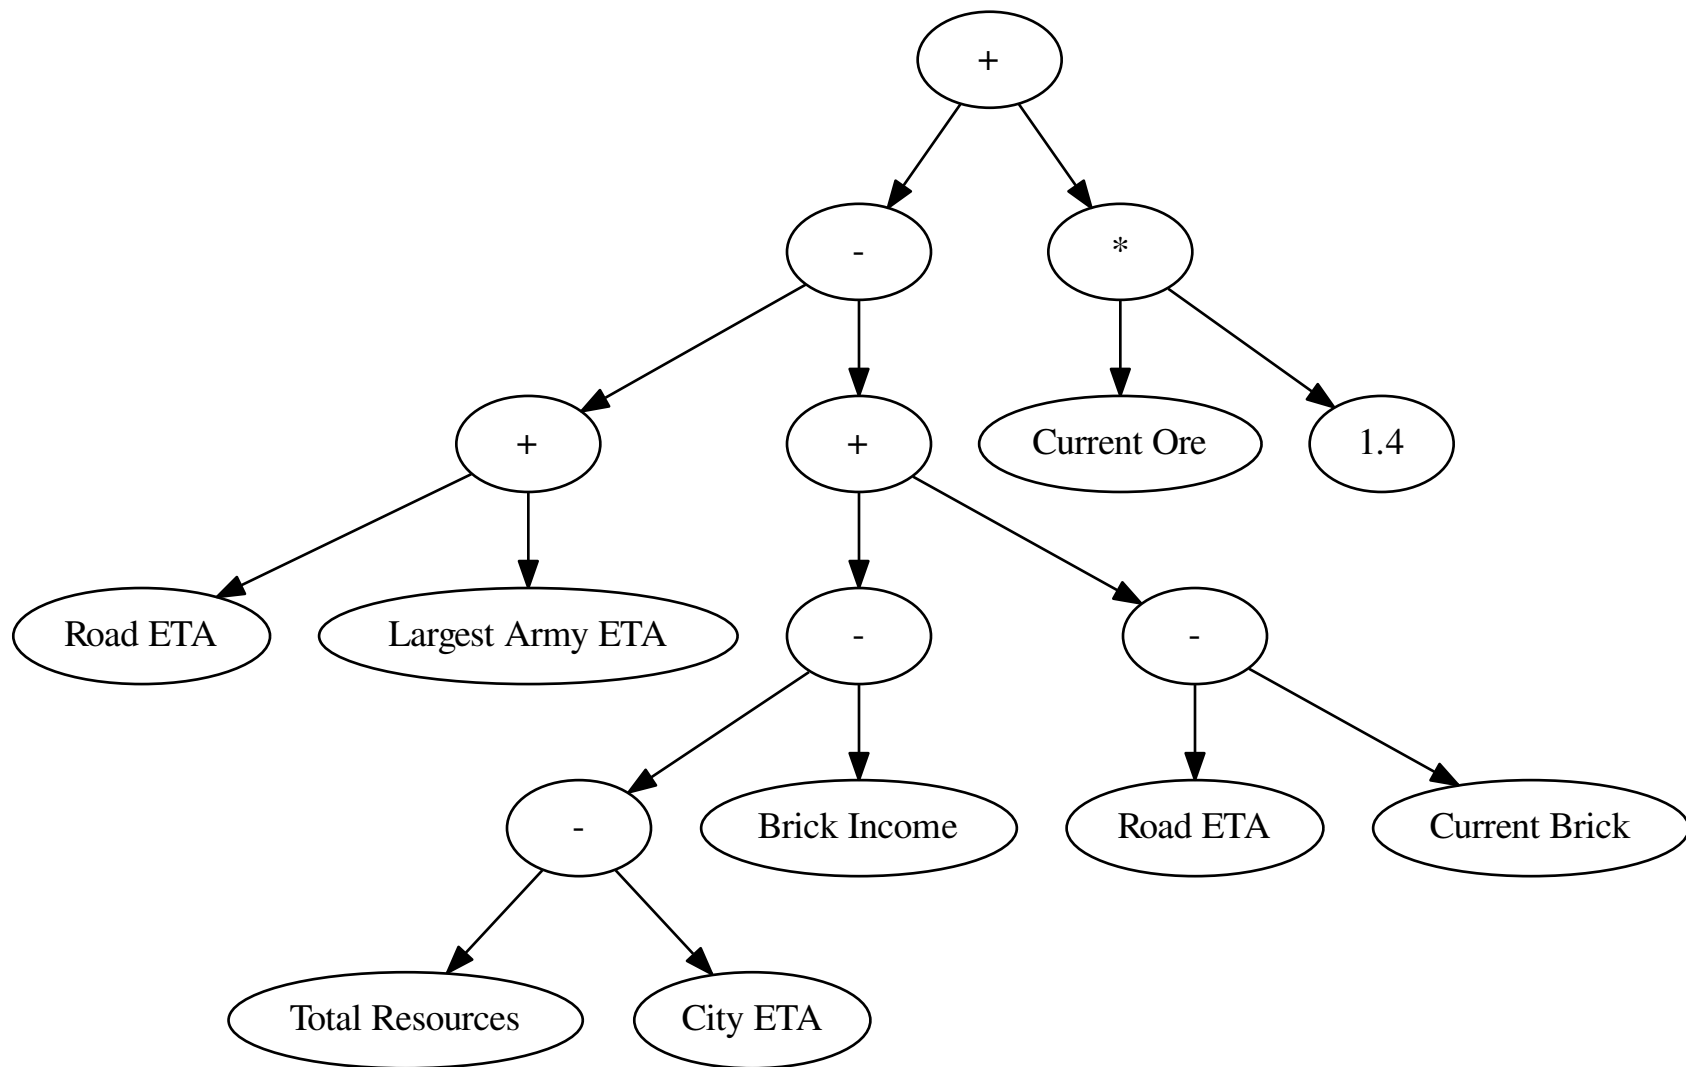 +
-
*
+
+
Current Ore
1.4
Road ETA
Largest Army ETA
-
-
-
Brick Income
Road ETA
Current Brick
Total Resources
City ETA